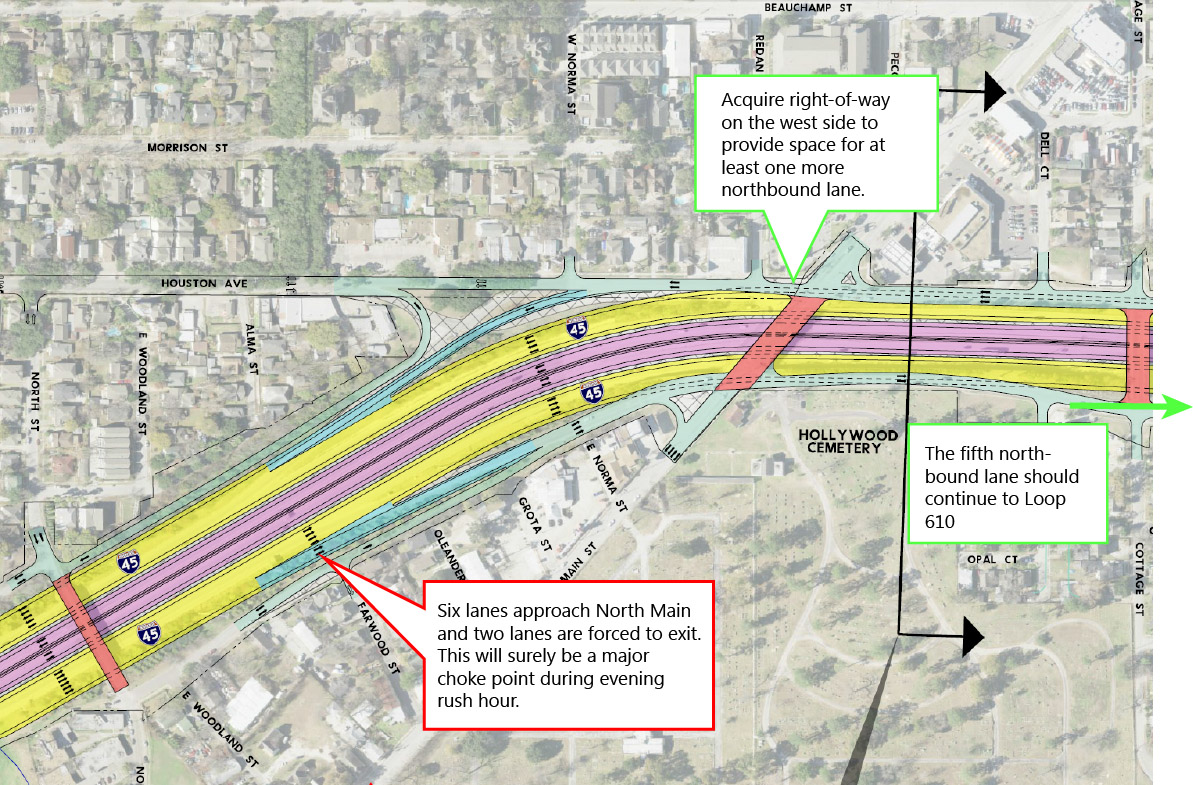 BEAUCHAMP ST
W NORMA ST
REDAN
AGE ST
DELL CT
MORRISON ST
Acquire right-of-way
on the west side to
provide space for at
least one more
northbound lane.
HOUSTON AVE
45
45
NORTH ST
E WOODLAND ST
ALMA ST
HOLLYWOOD
CEMETERY
E NORMA ST
GROTA ST
OLEANDER
MAIN ST
The fifth north-
bound lane should
continue to Loop
610
OPAL CT
COTTAGE ST
45
45
FARWOOD ST
Six lanes approach North Main
and two lanes are forced to exit.
This will surely be a major
choke point during evening
rush hour.
E WOODLAND ST
NO